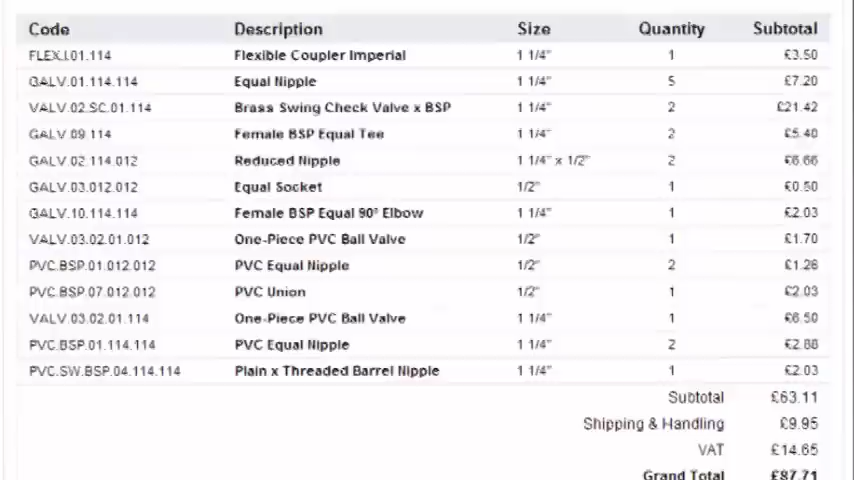 Code Description Size Quantity Subtotal
FLEX.I.01.114 Flexible Coupler Imperial 1 1/4" 1 £3.50
GALV.01.114.114 Equal Nipple 1 1/4" 5 £7.20
VALV.02.SC.01.114 Brass Swing Check Valve x BSP 1 1/4" 2 £21.42
GALV.09.114 Female BSP Equal Tee 1 1/4" 2 £5.40
GALV.02.114.012 Reduced Nipple 1 1/4" x 1/2" 2 £6.66
GALV.03.012.012 Equal Socket 1/2" 1 £0.50
GALV.10.114.114 Female BSP Equal 90° Elbow 1 1/4" 1 £2.03
VALV.03.02.01.012 One-Piece PVC Ball Valve 1/2" 1 £1.70
PVC.BSP.01.012.012 PVC Equal Nipple 1/2" 2 £1.26
PVC.BSP.07.012.012 PVC Union 1/2" 1 £2.03
VALV.03.02.01.114 One-Piece PVC Ball Valve 1 1/4" 1 £6.50
PVC.BSP.01.114.114 PVC Equal Nipple 1 1/4" 2 £2.88
PVC.SW.BSP.04.114.114 Plain x Threaded Barrel Nipple 1 1/4" 1 £2.03
Subtotal £63.11
Shipping & Handling £9.95
VAT £14.65
Grand Total £87.71